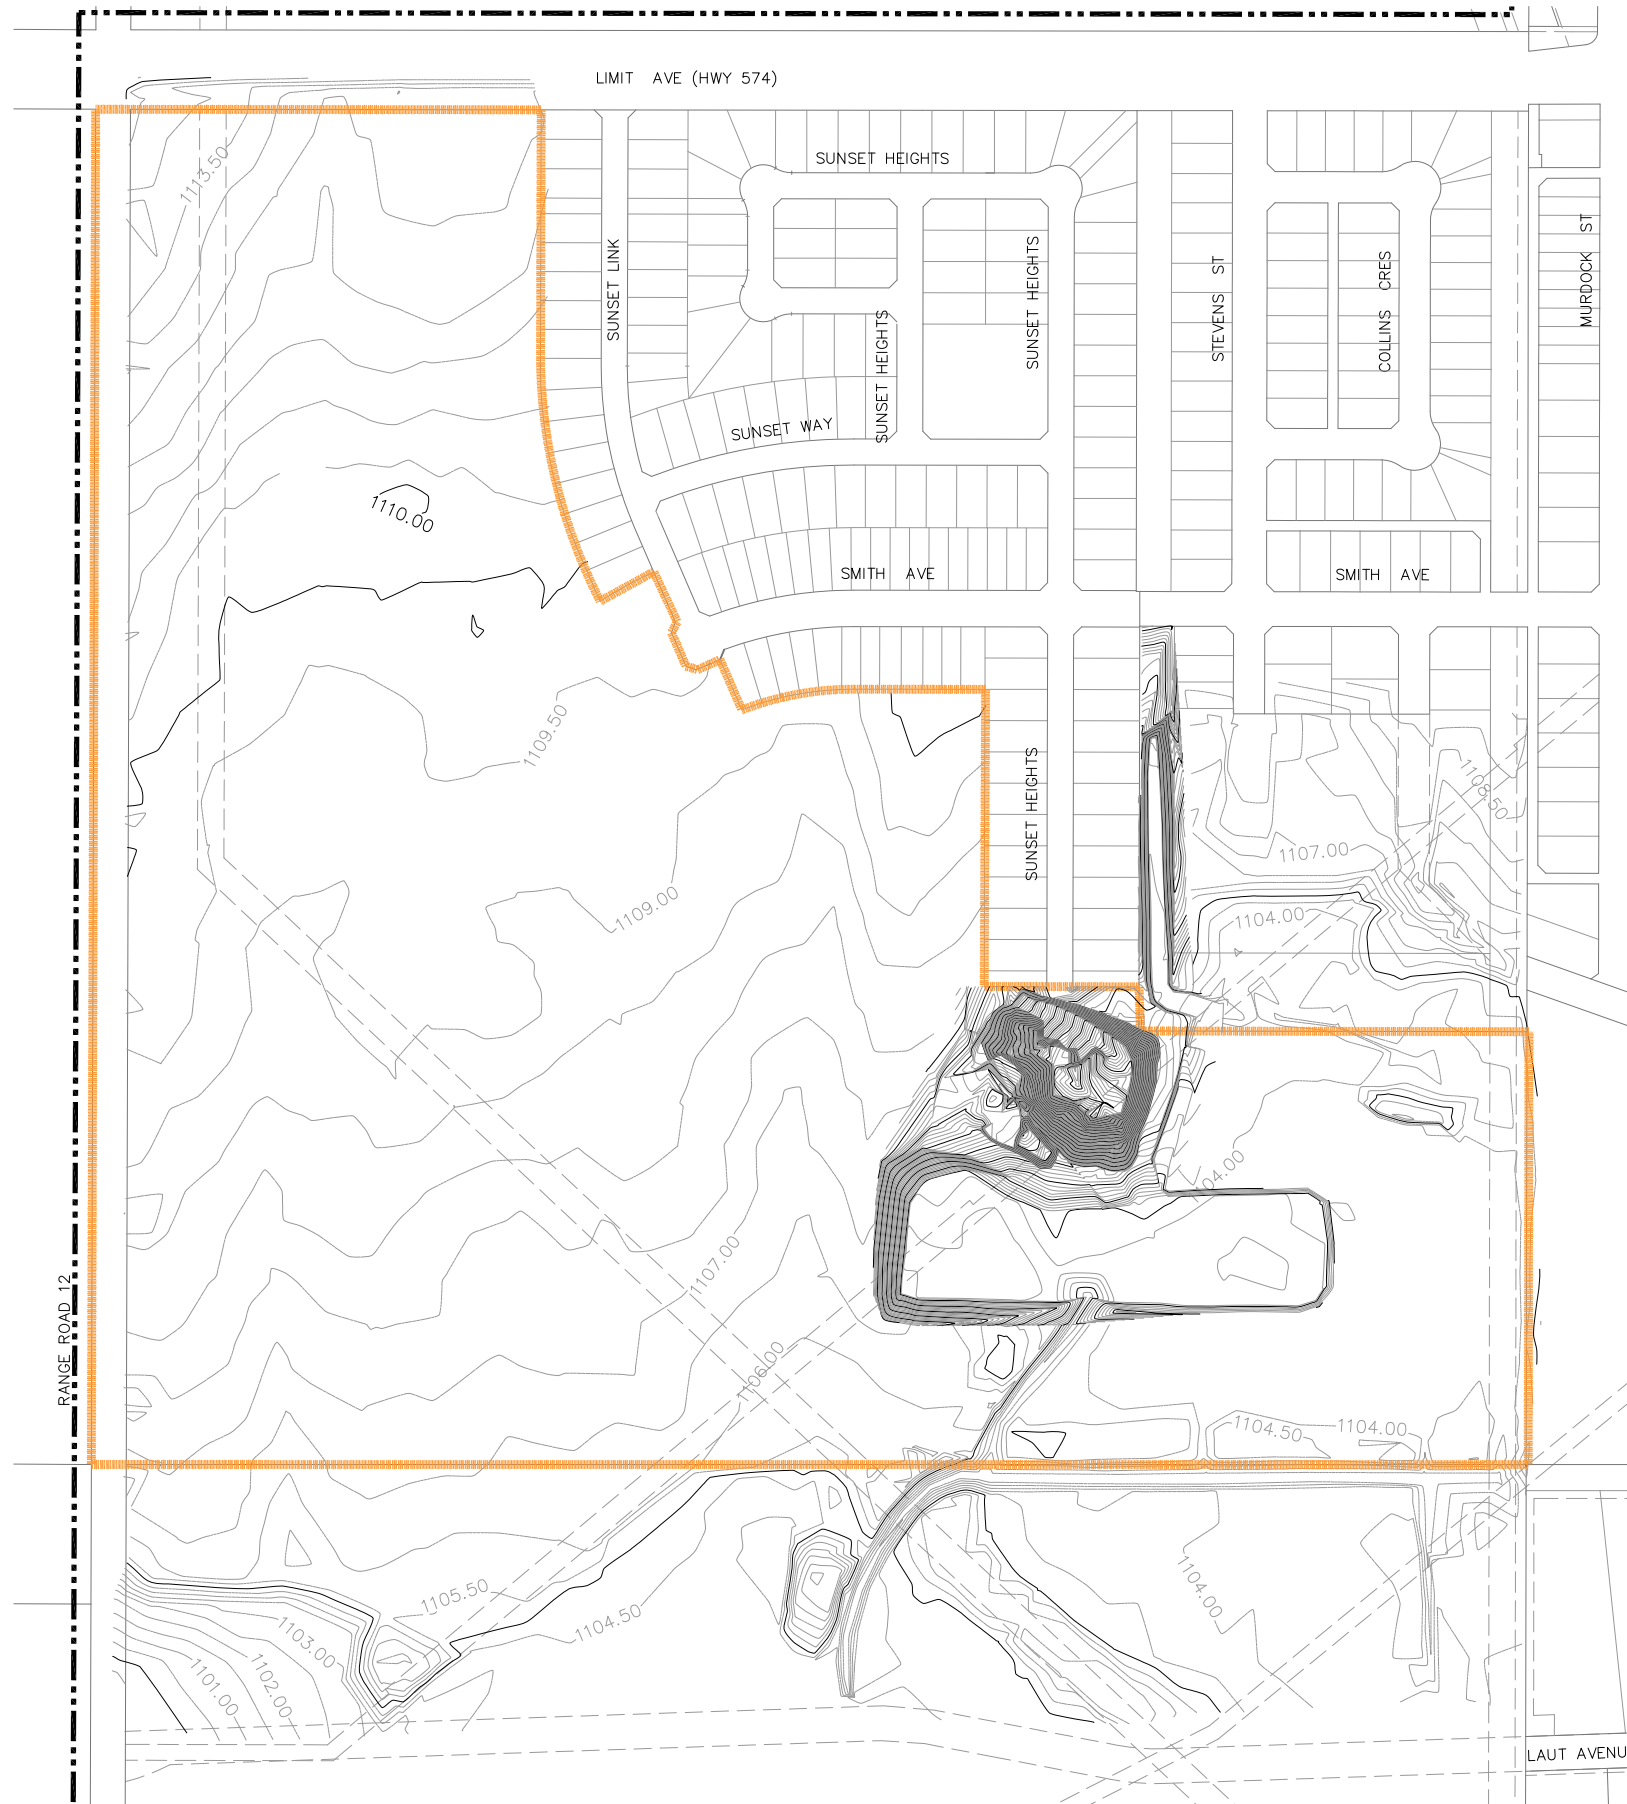 LIMIT AVE (HWY 574)
SUNSET HEIGHTS
1113.50
MURDOCK ST
SUNSET LINK
SUNSET HEIGHTS
STEVENS ST
COLLINS CRES
SUNSET HEIGHTS
SUNSET WAY
1110.00
SMITH AVE
SMITH AVE
1109.50
SUNSET HEIGHTS
1108.50
7
1107.00
1109.00
1104.00
4
1104.00
1107.00
RANGE ROAD 12
1106.00
1104.50
1104.00
1105.50
1104.50
1104.00
1103.00
1102.00
1101.00
LAUT AVENU